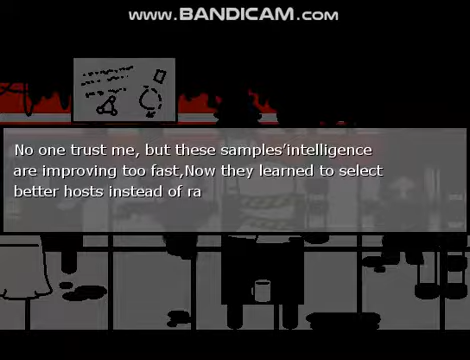 www.BANDICAM.com
No one trust me, but these samples’intelligence
are improving too fast,Now they learned to select
better hosts instead of ra